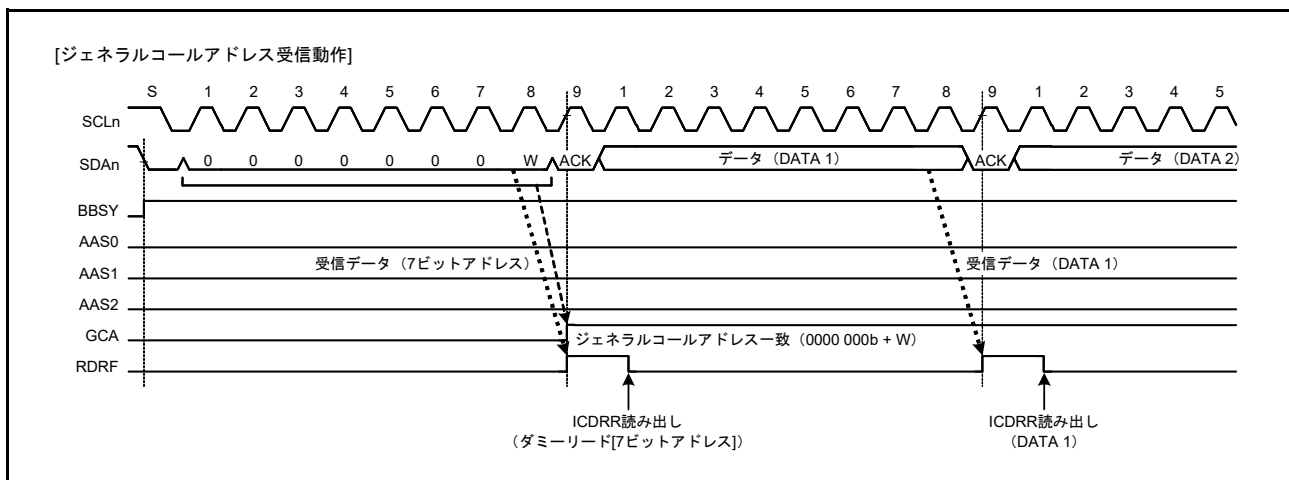 [ジェネラルコールアドレス受信動作]
S 1 2 3 4 5 6 7 8 9 1 2 3 4 5 6 7 8 9 1 2 3 4 5
SCLn
SDAn 0 0 0 0 0 0 0 W ACK データ（DATA 1） ACK データ（DATA 2）
BBSY
AAS0
受信データ（7ビットアドレス） 受信データ（DATA 1）
AAS1
AAS2
GCA ジェネラルコールアドレス一致（0000 000b + W）
RDRF
ICDRR読み出し ICDRR読み出し
（ダミーリード[7ビットアドレス]） （DATA 1）